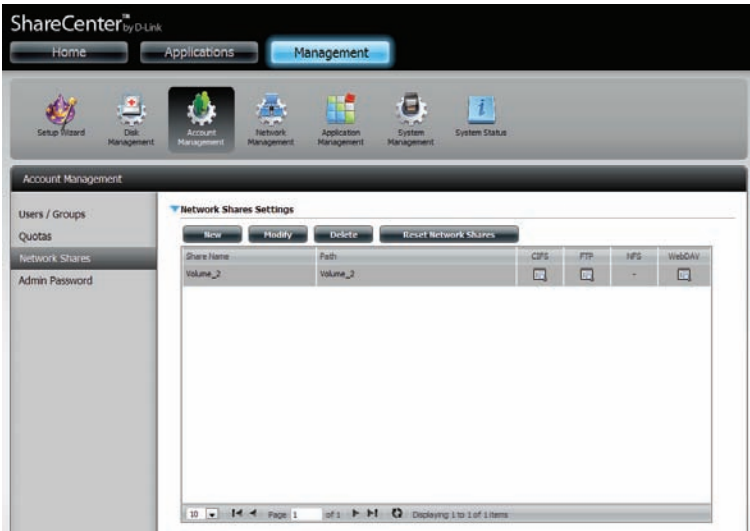 ShareCenter™ by D-Link
Home Applications Management
Setup Wizard Disk Management Account Management Network Management Application Management System Management System Status
Account Management
Users / Groups
Quotas
Network Shares
Admin Password
Network Shares Settings
New Modify Delete Reset Network Shares
Share Name Path CIFS FTP NFS WebDAV
Volume_2 Volume_2 -
10 Page 1 of 1 Displaying 1 to 1 of 1 items